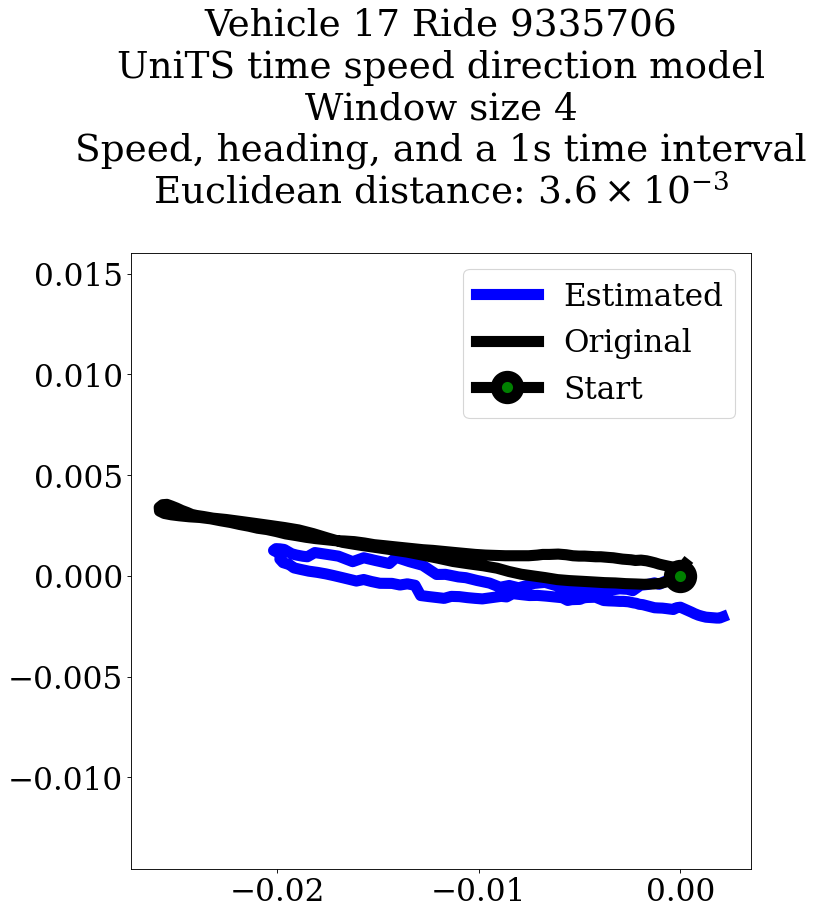 Vehicle 17 Ride 9335706
UniTS time speed direction model
Window size 4
Speed, heading, and a 1s time interval
Euclidean distance: 3.6 × 10⁻³
Estimated
Original
Start
0.015
0.010
0.005
0.000
−0.005
−0.010
−0.02 −0.01 0.00